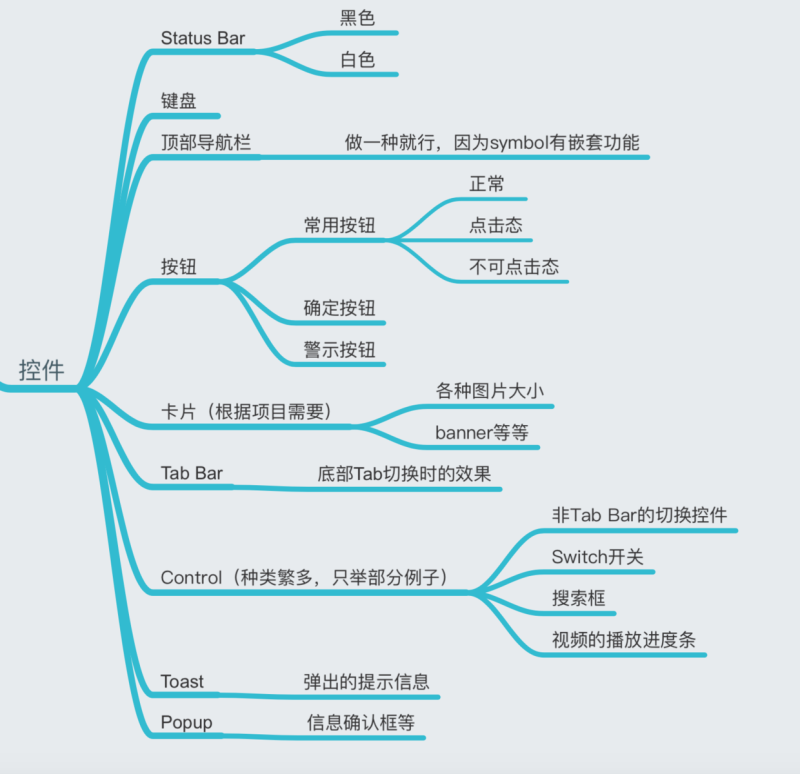 控件
Status Bar
黑色
白色
键盘
顶部导航栏
做一种就行，因为symbol有嵌套功能
按钮
常用按钮
正常
点击态
不可点击态
确定按钮
警示按钮
卡片（根据项目需要）
各种图片大小
banner等等
Tab Bar
底部Tab切换时的效果
Control（种类繁多，只举部分例子）
非Tab Bar的切换控件
Switch开关
搜索框
视频的播放进度条
Toast
弹出的提示信息
Popup
信息确认框等